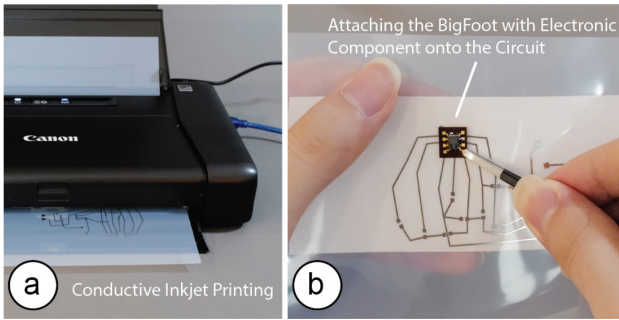 Canon
a
Conductive Inkjet Printing
Attaching the BigFoot with Electronic
Component onto the Circuit
b